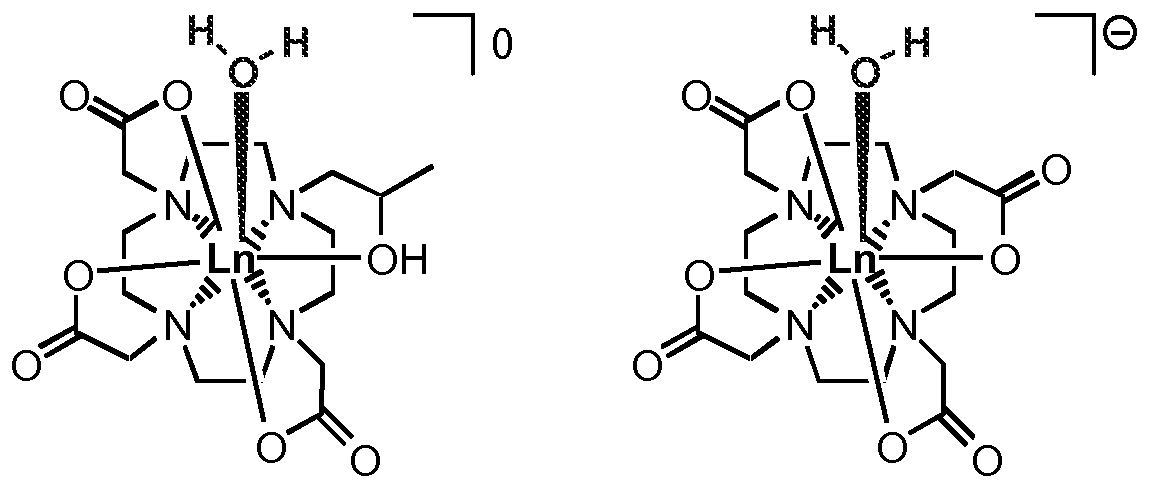 H H 0 H H ⊖
O O O O O O
O
N N N N
O Ln OH O Ln O
N N N N
O O
O O O O